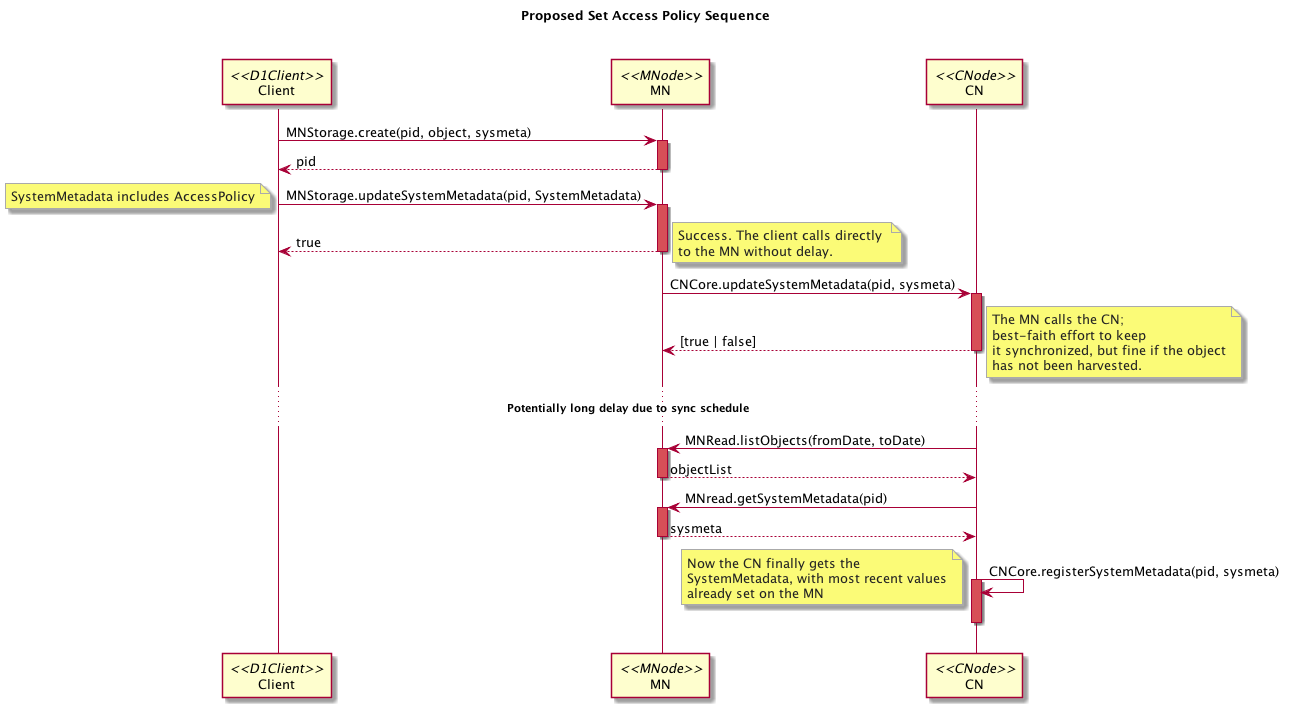 Proposed Set Access Policy Sequence
<<D1Client>>
Client
<<MNode>>
MN
<<CNode>>
CN
MNStorage.create(pid, object, sysmeta)
pid
SystemMetadata includes AccessPolicy
MNStorage.updateSystemMetadata(pid, SystemMetadata)
Success. The client calls directly
to the MN without delay.
true
CNCore.updateSystemMetadata(pid, sysmeta)
The MN calls the CN;
best-faith effort to keep
it synchronized, but fine if the object
has not been harvested.
[true | false]
Potentially long delay due to sync schedule
MNRead.listObjects(fromDate, toDate)
objectList
MNread.getSystemMetadata(pid)
sysmeta
Now the CN finally gets the
SystemMetadata, with most recent values
already set on the MN
CNCore.registerSystemMetadata(pid, sysmeta)
<<D1Client>>
Client
<<MNode>>
MN
<<CNode>>
CN